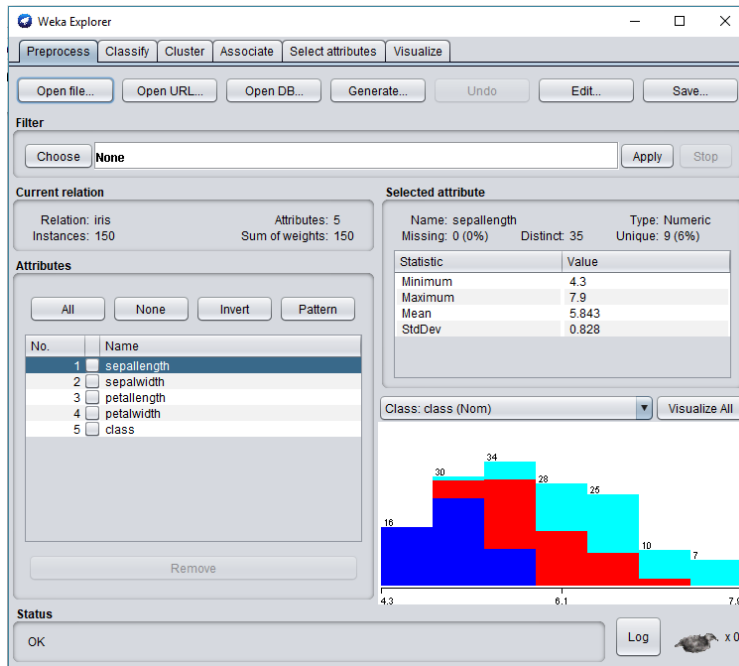 Weka Explorer
Preprocess Classify Cluster Associate Select attributes Visualize
Open file... Open URL... Open DB... Generate... Undo Edit... Save...
Filter
Choose None Apply Stop
Current relation
Relation: iris Attributes: 5
Instances: 150 Sum of weights: 150
Selected attribute
Name: sepallength Type: Numeric
Missing: 0 (0%) Distinct: 35 Unique: 9 (6%)
Statistic Value
Minimum 4.3
Maximum 7.9
Mean 5.843
StdDev 0.828
Attributes
All None Invert Pattern
No. Name
1 sepallength
2 sepalwidth
3 petallength
4 petalwidth
5 class
Remove
Class: class (Nom) Visualize All
16 30 34 28 25 10 7
4.3 6.1 7.9
Status
OK
Log x 0